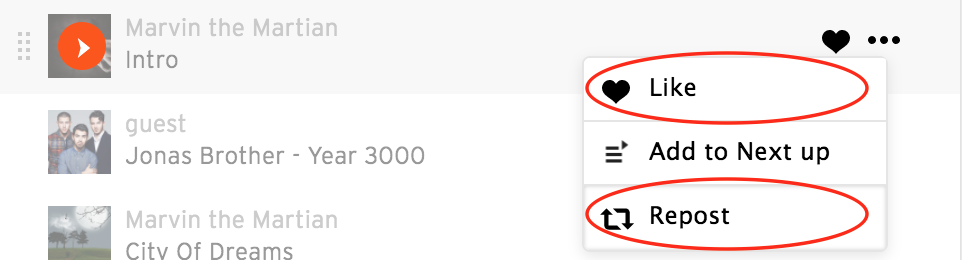 Marvin the Martian
Intro
Like
guest
Jonas Brother - Year 3000
Add to Next up
Marvin the Martian
City Of Dreams
Repost